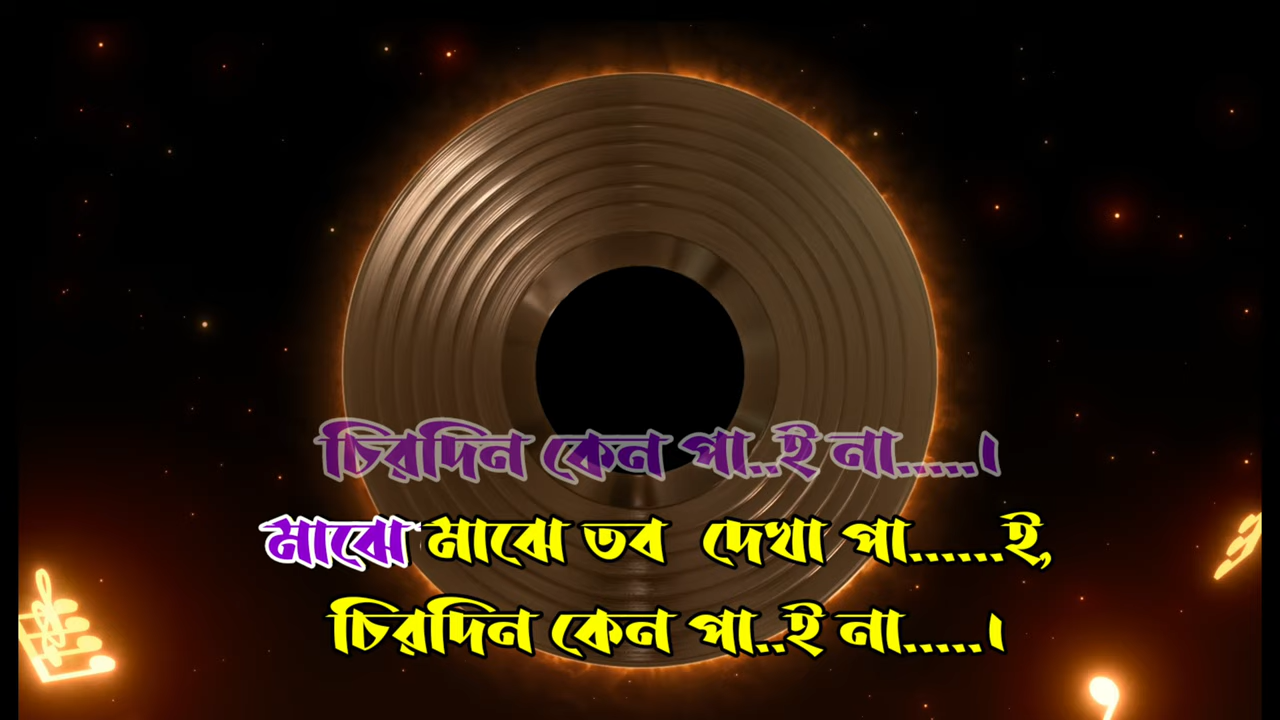 চিরদিন কেন পা..ই না.....।
মাঝে মাঝে তব দেখা পা......ই,
চিরদিন কেন পা..ই না.....।